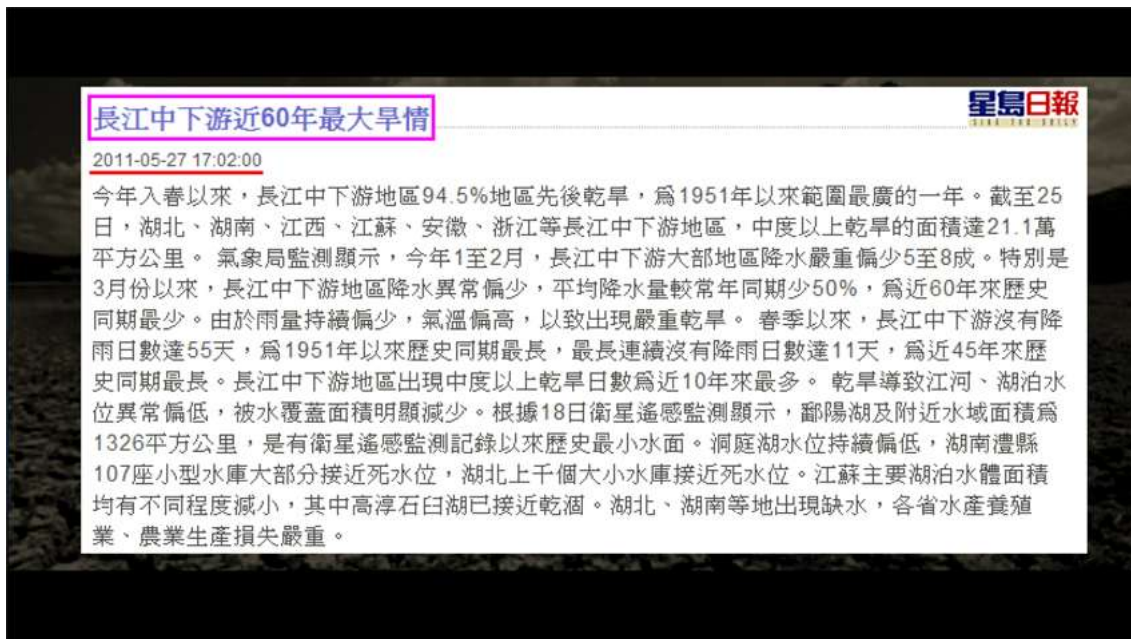 長江中下游近60年最大旱情
星島日報
SING TAO DAILY
2011-05-27 17:02:00
今年入春以來，長江中下游地區94.5%地區先後乾旱，爲1951年以來範圍最廣的一年。截至25
日，湖北、湖南、江西、江蘇、安徽、浙江等長江中下游地區，中度以上乾旱的面積達21.1萬
平方公里。 氣象局監測顯示，今年1至2月，長江中下游大部地區降水嚴重偏少5至8成。特別是
3月份以來，長江中下游地區降水異常偏少，平均降水量較常年同期少50%，爲近60年來歷史
同期最少。由於雨量持續偏少，氣溫偏高，以致出現嚴重乾旱。 春季以來，長江中下游沒有降
雨日數達55天，爲1951年以來歷史同期最長，最長連續沒有降雨日數達11天，爲近45年來歷
史同期最長。長江中下游地區出現中度以上乾旱日數爲近10年來最多。 乾旱導致江河、湖泊水
位異常偏低，被水覆蓋面積明顯減少。根據18日衛星遙感監測顯示，鄱陽湖及附近水域面積爲
1326平方公里，是有衛星遙感監測記錄以來歷史最小水面。洞庭湖水位持續偏低，湖南澧縣
107座小型水庫大部分接近死水位，湖北上千個大小水庫接近死水位。江蘇主要湖泊水體面積
均有不同程度減小，其中高淳石臼湖已接近乾涸。湖北、湖南等地出現缺水，各省水產養殖
業、農業生產損失嚴重。